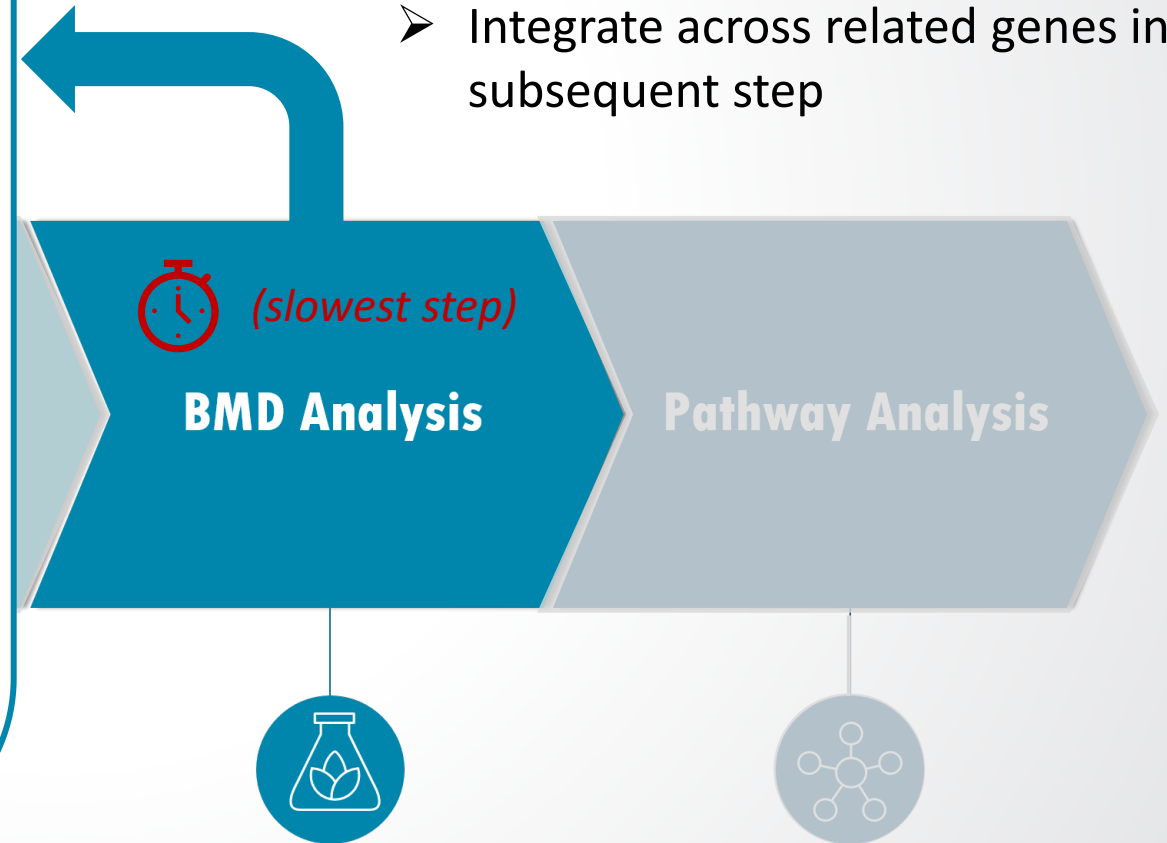 ➢ Integrate across related genes in
subsequent step
(slowest step)
BMD Analysis
Pathway Analysis